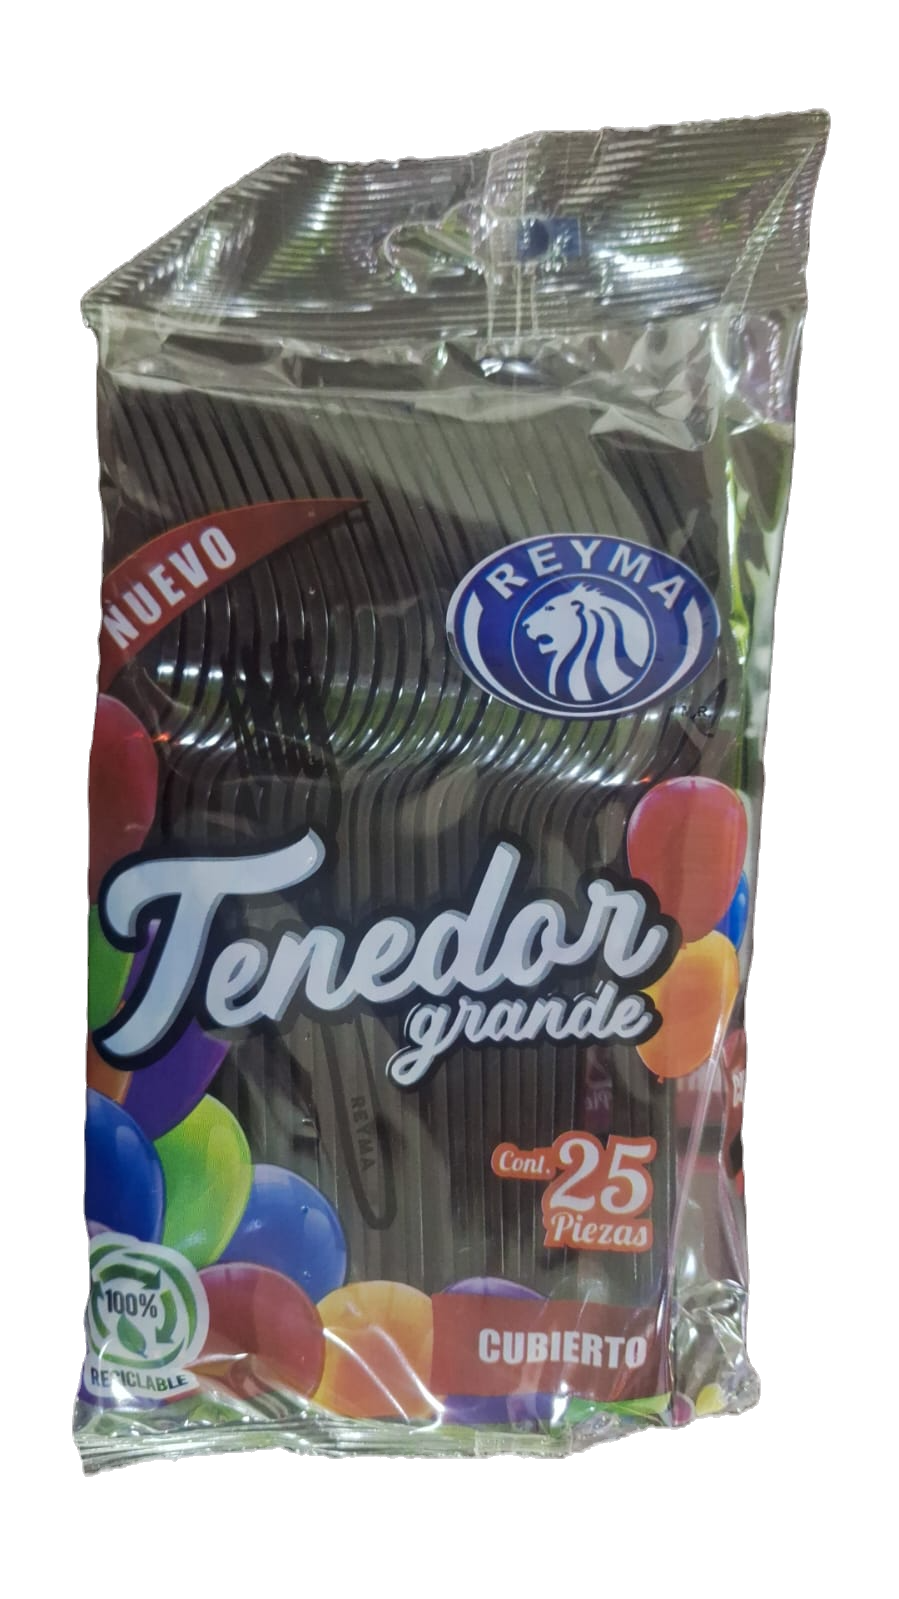 NUEVO
REYMA
M.R.
Tenedor
grande
REYMA
Cont. 25
Piezas
100%
RECICLABLE
CUBIERTO